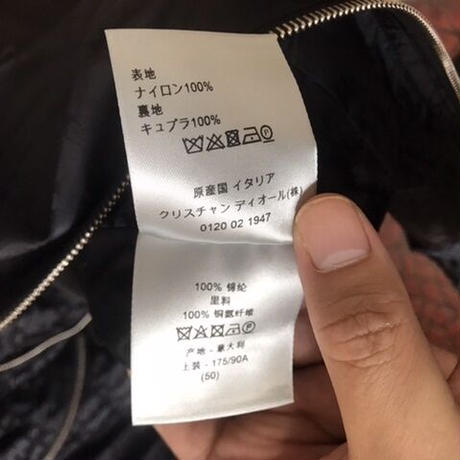 表地
ナイロン100%
裏地
キュプラ100%
原産国 イタリア
クリスチャン ディオール(株)
0120 02 1947
100% 锦纶
里料
100% 铜氨纤维
产地 - 意大利
上装 - 175/90A
(50)